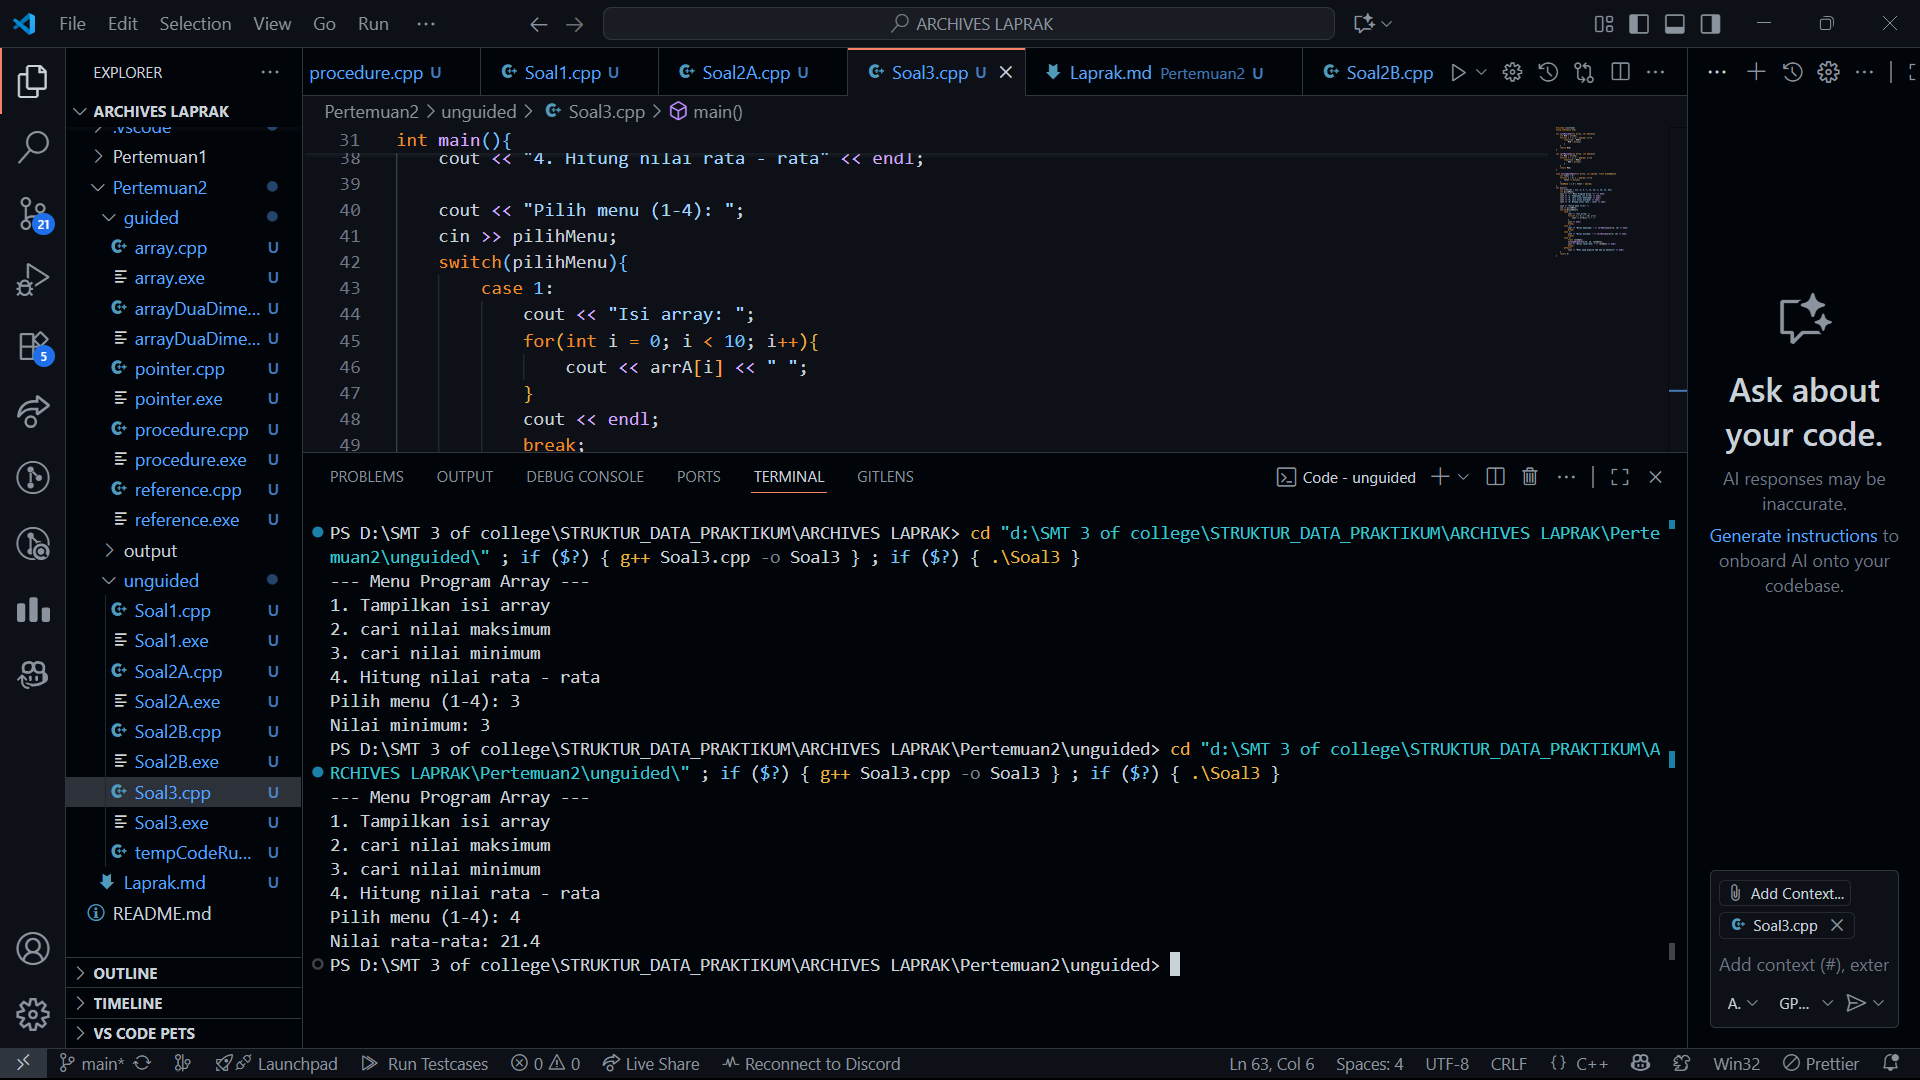 File Edit Selection View Go Run ··· ARCHIVES LAPRAK
EXPLORER ···
ARCHIVES LAPRAK
.vscode
Pertemuan1
Pertemuan2
guided
array.cpp U
array.exe U
arrayDuaDime... U
arrayDuaDime... U
pointer.cpp U
pointer.exe U
procedure.cpp U
procedure.exe U
reference.cpp U
reference.exe U
output
unguided
Soal1.cpp U
Soal1.exe U
Soal2A.cpp U
Soal2A.exe U
Soal2B.cpp U
Soal2B.exe U
Soal3.cpp U
Soal3.exe U
tempCodeRu... U
Laprak.md U
README.md
OUTLINE
TIMELINE
VS CODE PETS
21
5
procedure.cpp U Soal1.cpp U Soal2A.cpp U Soal3.cpp U Laprak.md Pertemuan2 U Soal2B.cpp
Pertemuan2 > unguided > Soal3.cpp > main()
31 int main(){
38 cout << "4. Hitung nilai rata - rata" << endl;
39
40 cout << "Pilih menu (1-4): ";
41 cin >> pilihMenu;
42 switch(pilihMenu){
43 case 1:
44 cout << "Isi array: ";
45 for(int i = 0; i < 10; i++){
46 cout << arrA[i] << " ";
47 }
48 cout << endl;
49 break;
PROBLEMS OUTPUT DEBUG CONSOLE PORTS TERMINAL GITLENS Code - unguided
PS D:\SMT 3 of college\STRUKTUR_DATA_PRAKTIKUM\ARCHIVES LAPRAK> cd "d:\SMT 3 of college\STRUKTUR_DATA_PRAKTIKUM\ARCHIVES LAPRAK\Perte
muan2\unguided\" ; if ($?) { g++ Soal3.cpp -o Soal3 } ; if ($?) { .\Soal3 }
--- Menu Program Array ---
1. Tampilkan isi array
2. cari nilai maksimum
3. cari nilai minimum
4. Hitung nilai rata - rata
Pilih menu (1-4): 3
Nilai minimum: 3
PS D:\SMT 3 of college\STRUKTUR_DATA_PRAKTIKUM\ARCHIVES LAPRAK\Pertemuan2\unguided> cd "d:\SMT 3 of college\STRUKTUR_DATA_PRAKTIKUM\A
RCHIVES LAPRAK\Pertemuan2\unguided\" ; if ($?) { g++ Soal3.cpp -o Soal3 } ; if ($?) { .\Soal3 }
--- Menu Program Array ---
1. Tampilkan isi array
2. cari nilai maksimum
3. cari nilai minimum
4. Hitung nilai rata - rata
Pilih menu (1-4): 4
Nilai rata-rata: 21.4
PS D:\SMT 3 of college\STRUKTUR_DATA_PRAKTIKUM\ARCHIVES LAPRAK\Pertemuan2\unguided>
Ask about
your code.
AI responses may be
inaccurate.
Generate instructions to
onboard AI onto your
codebase.
Add Context...
Soal3.cpp
Add context (#), exter
A. GP...
main* Launchpad Run Testcases 0 0 Live Share Reconnect to Discord Ln 63, Col 6 Spaces: 4 UTF-8 CRLF {} C++ Win32 Prettier